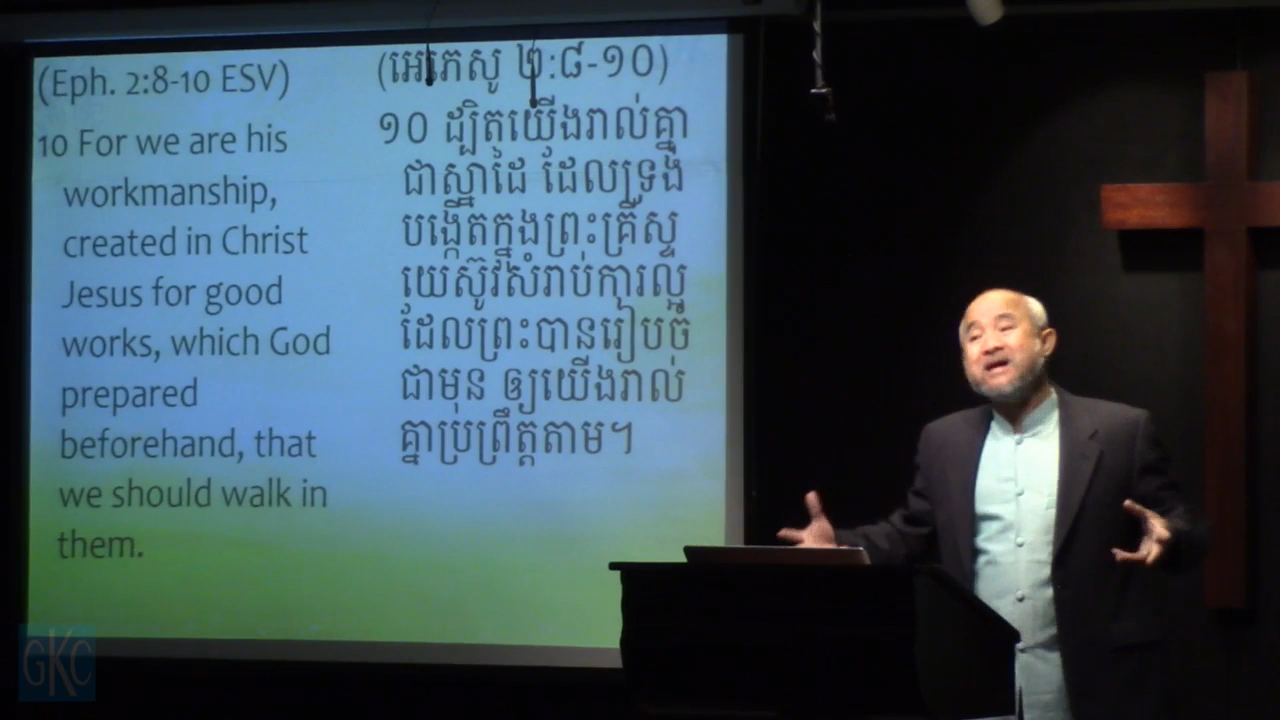 (Eph. 2:8-10 ESV)
10 For we are his
workmanship,
created in Christ
Jesus for good
works, which God
prepared
beforehand, that
we should walk in
them.
(អេភេសូ ២:៨-១០)
១០ ដ្បិតយើងរាល់គ្នា
ជាស្នាដៃ ដែលទ្រង់
បង្កើតក្នុងព្រះគ្រីស្ទ
យេស៊ូវសំរាប់ការល្អ
ដែលព្រះបានរៀបចំ
ជាមុន ឲ្យយើងរាល់
គ្នាប្រព្រឹត្តតាម។
GKC